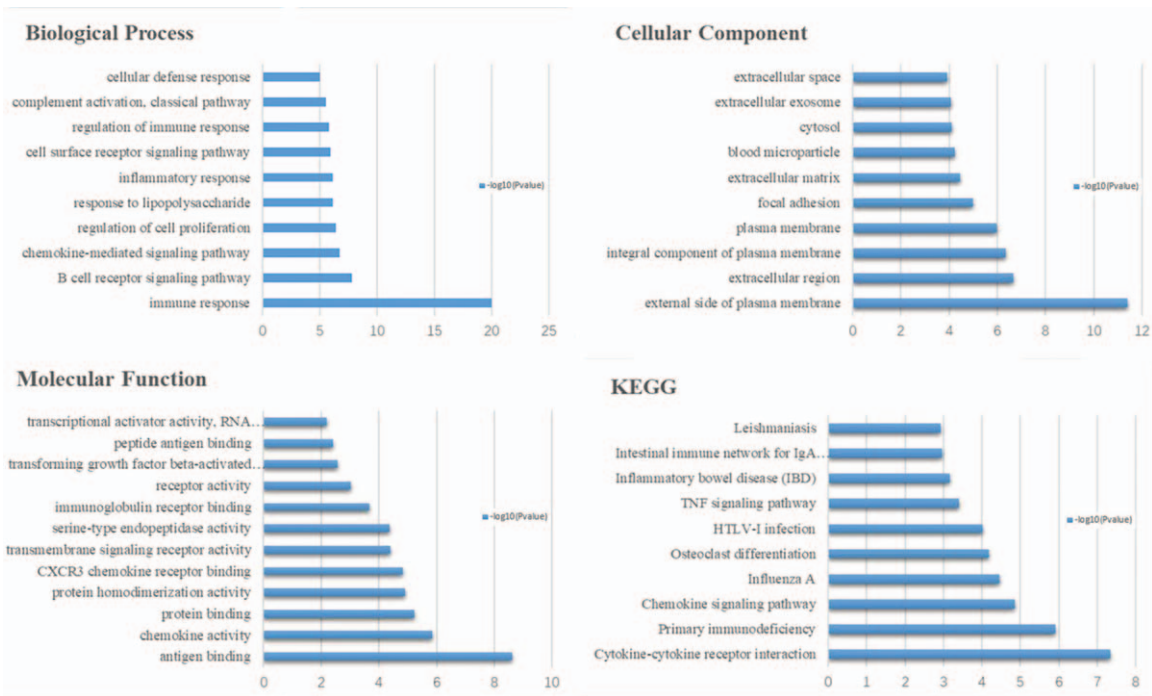 Biological Process
cellular defense response
complement activation, classical pathway
regulation of immune response
cell surface receptor signaling pathway
inflammatory response
response to lipopolysaccharide
regulation of cell proliferation
chemokine-mediated signaling pathway
B cell receptor signaling pathway
immune response
0 5 10 15 20 25
-log10(Pvalue)
Cellular Component
extracellular space
extracellular exosome
cytosol
blood microparticle
extracellular matrix
focal adhesion
plasma membrane
integral component of plasma membrane
extracellular region
external side of plasma membrane
0 2 4 6 8 10 12
-log10(Pvalue)
Molecular Function
transcriptional activator activity, RNA...
peptide antigen binding
transforming growth factor beta-activated...
receptor activity
immunoglobulin receptor binding
serine-type endopeptidase activity
transmembrane signaling receptor activity
CXCR3 chemokine receptor binding
protein homodimerization activity
protein binding
chemokine activity
antigen binding
0 2 4 6 8 10
-log10(Pvalue)
KEGG
Leishmaniasis
Intestinal immune network for IgA...
Inflammatory bowel disease (IBD)
TNF signaling pathway
HTLV-I infection
Osteoclast differentiation
Influenza A
Chemokine signaling pathway
Primary immunodeficiency
Cytokine-cytokine receptor interaction
0 1 2 3 4 5 6 7 8
-log10(Pvalue)